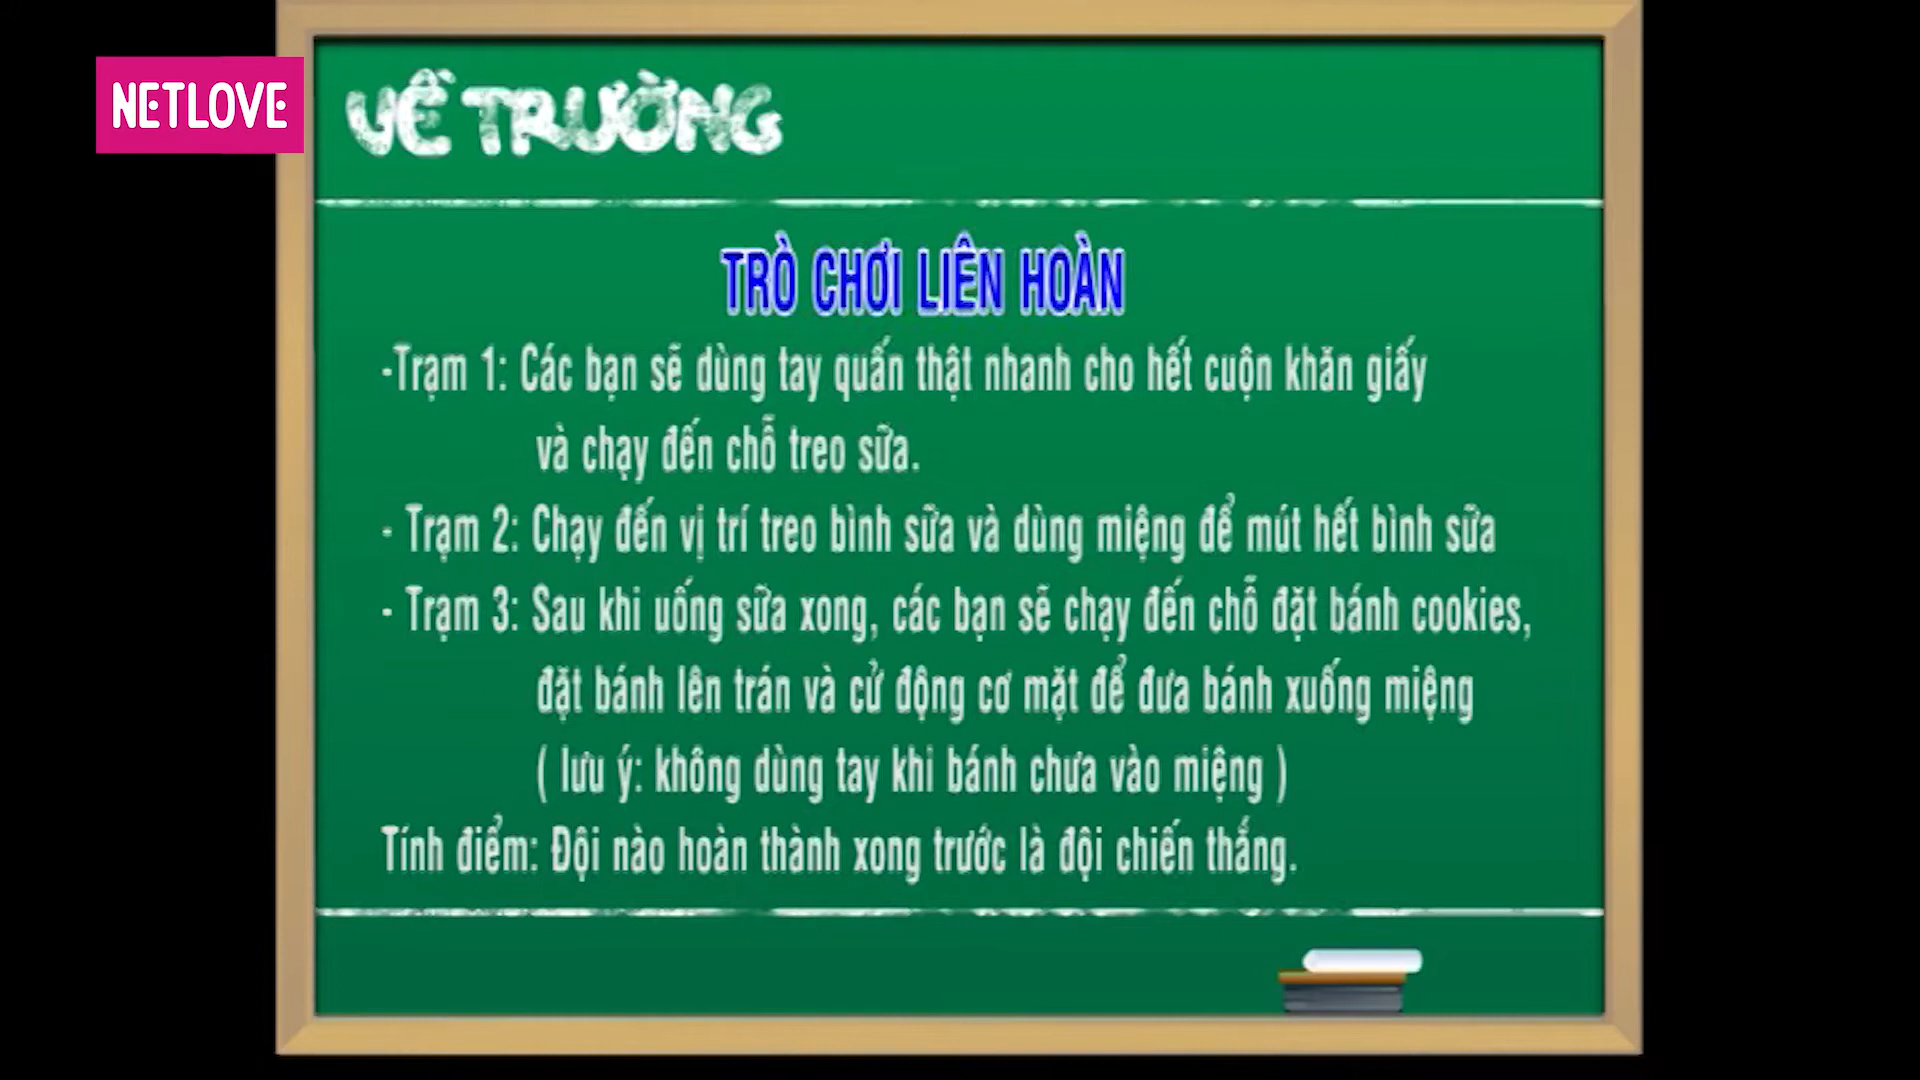 NETLOVE
VỀ TRƯỜNG
TRÒ CHƠI LIÊN HOÀN
-Trạm 1: Các bạn sẽ dùng tay quấn thật nhanh cho hết cuộn khăn giấy
và chạy đến chỗ treo sữa.
- Trạm 2: Chạy đến vị trí treo bình sữa và dùng miệng để mút hết bình sữa
- Trạm 3: Sau khi uống sữa xong, các bạn sẽ chạy đến chỗ đặt bánh cookies,
đặt bánh lên trán và cử động cơ mặt để đưa bánh xuống miệng
( lưu ý: không dùng tay khi bánh chưa vào miệng )
Tính điểm: Đội nào hoàn thành xong trước là đội chiến thắng.